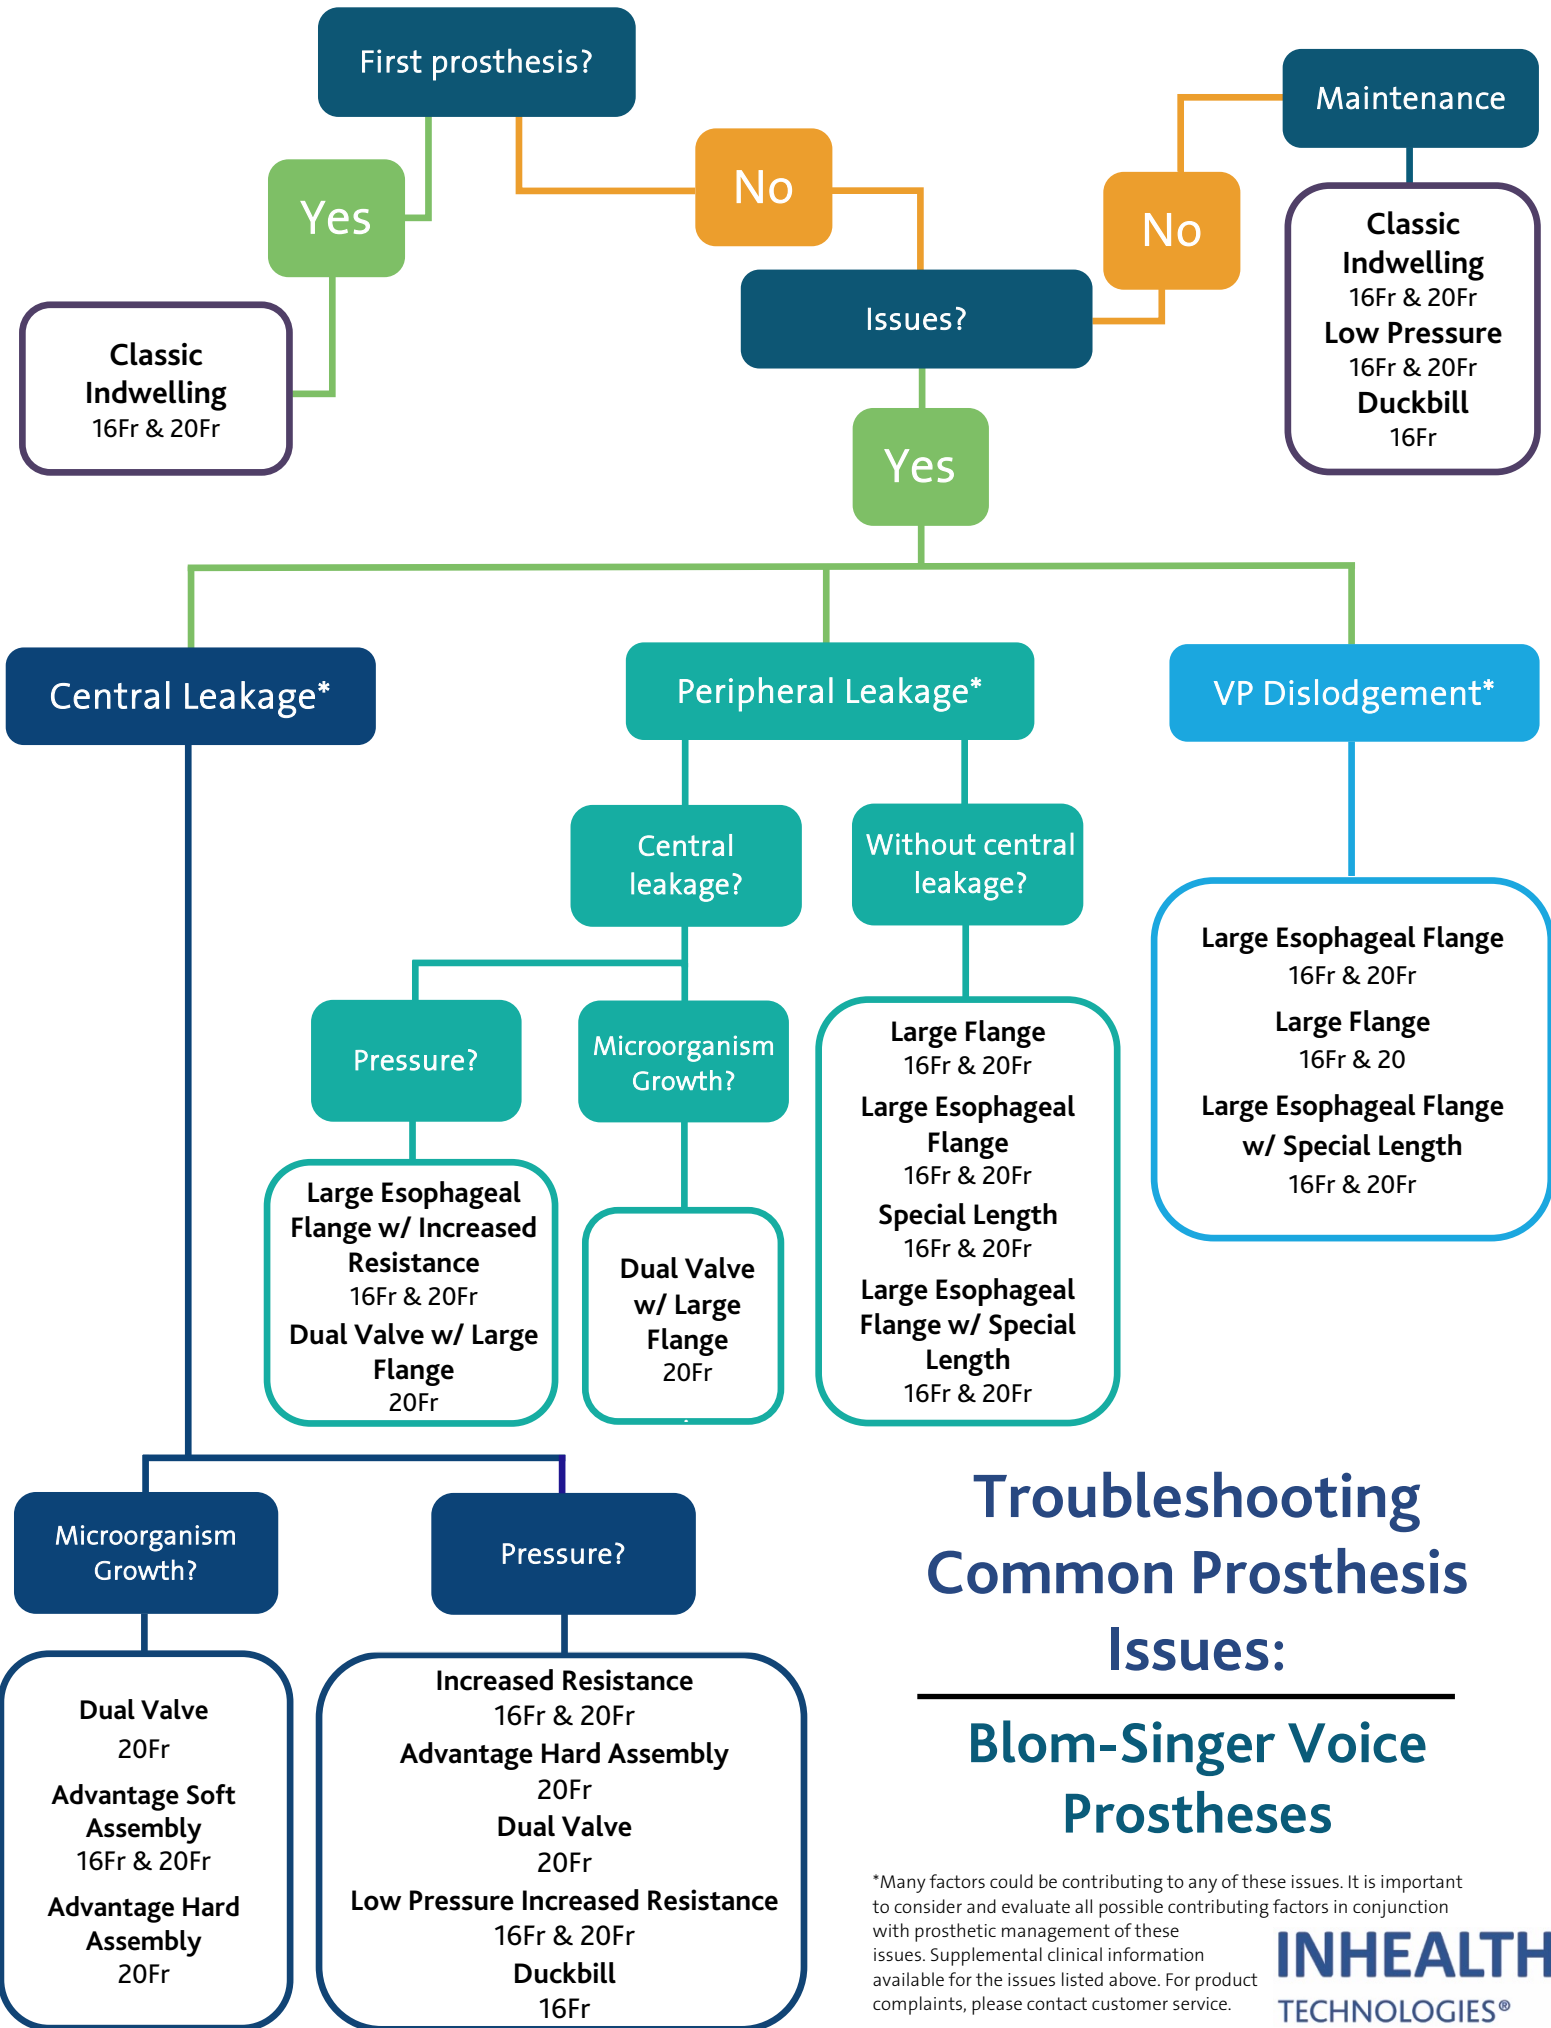 First prosthesis?
Yes
No
Classic
Indwelling
16Fr & 20Fr
Issues?
No
Maintenance
Classic
Indwelling
16Fr & 20Fr
Low Pressure
16Fr & 20Fr
Duckbill
16Fr
Yes
Central Leakage*
Peripheral Leakage*
VP Dislodgement*
Central
leakage?
Without central
leakage?
Pressure?
Microorganism
Growth?
Large Esophageal
Flange w/ Increased
Resistance
16Fr & 20Fr
Dual Valve w/ Large
Flange
20Fr
Dual Valve
w/ Large
Flange
20Fr
Large Flange
16Fr & 20Fr
Large Esophageal
Flange
16Fr & 20Fr
Special Length
16Fr & 20Fr
Large Esophageal
Flange w/ Special
Length
16Fr & 20Fr
Large Esophageal Flange
16Fr & 20Fr
Large Flange
16Fr & 20
Large Esophageal Flange
w/ Special Length
16Fr & 20Fr
Microorganism
Growth?
Pressure?
Dual Valve
20Fr
Advantage Soft
Assembly
16Fr & 20Fr
Advantage Hard
Assembly
20Fr
Increased Resistance
16Fr & 20Fr
Advantage Hard Assembly
20Fr
Dual Valve
20Fr
Low Pressure Increased Resistance
16Fr & 20Fr
Duckbill
16Fr
Troubleshooting
Common Prosthesis
Issues:
Blom-Singer Voice
Prostheses
*Many factors could be contributing to any of these issues. It is important
to consider and evaluate all possible contributing factors in conjunction
with prosthetic management of these
issues. Supplemental clinical information
available for the issues listed above. For product
complaints, please contact customer service.
INHEALTH
TECHNOLOGIES®